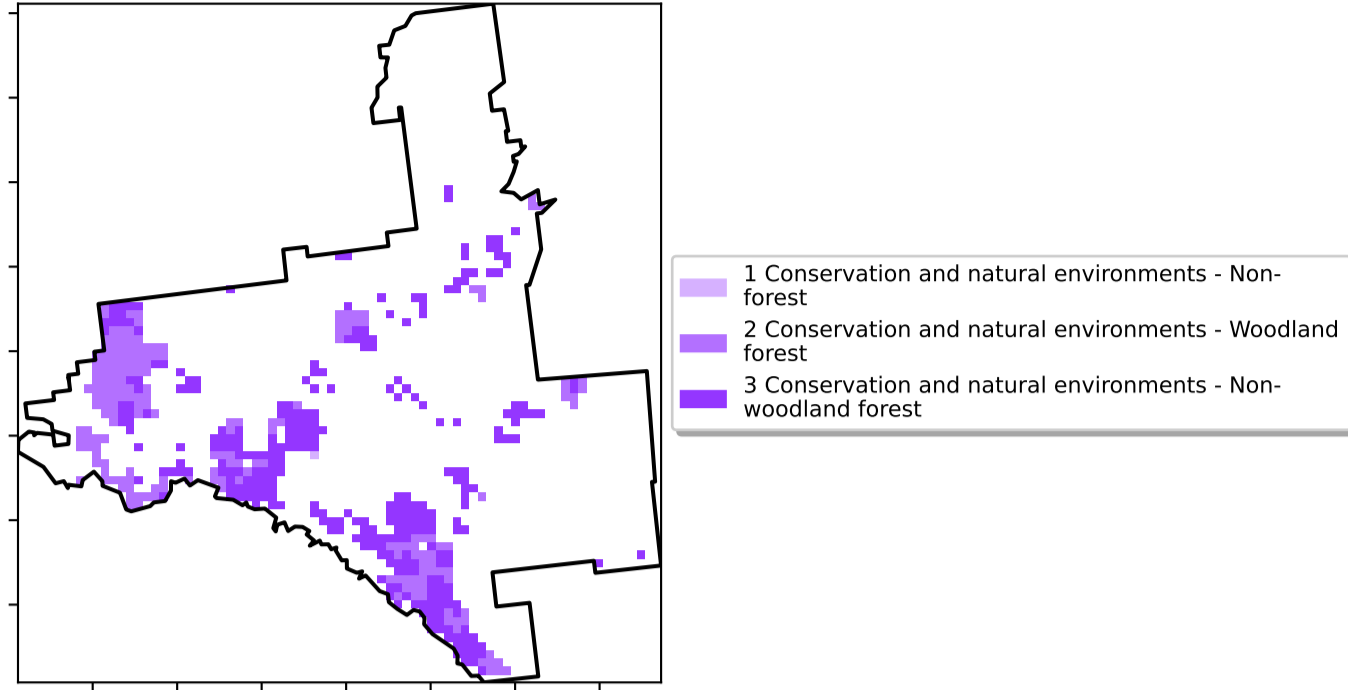 1 Conservation and natural environments - Non-
forest
2 Conservation and natural environments - Woodland
forest
3 Conservation and natural environments - Non-
woodland forest